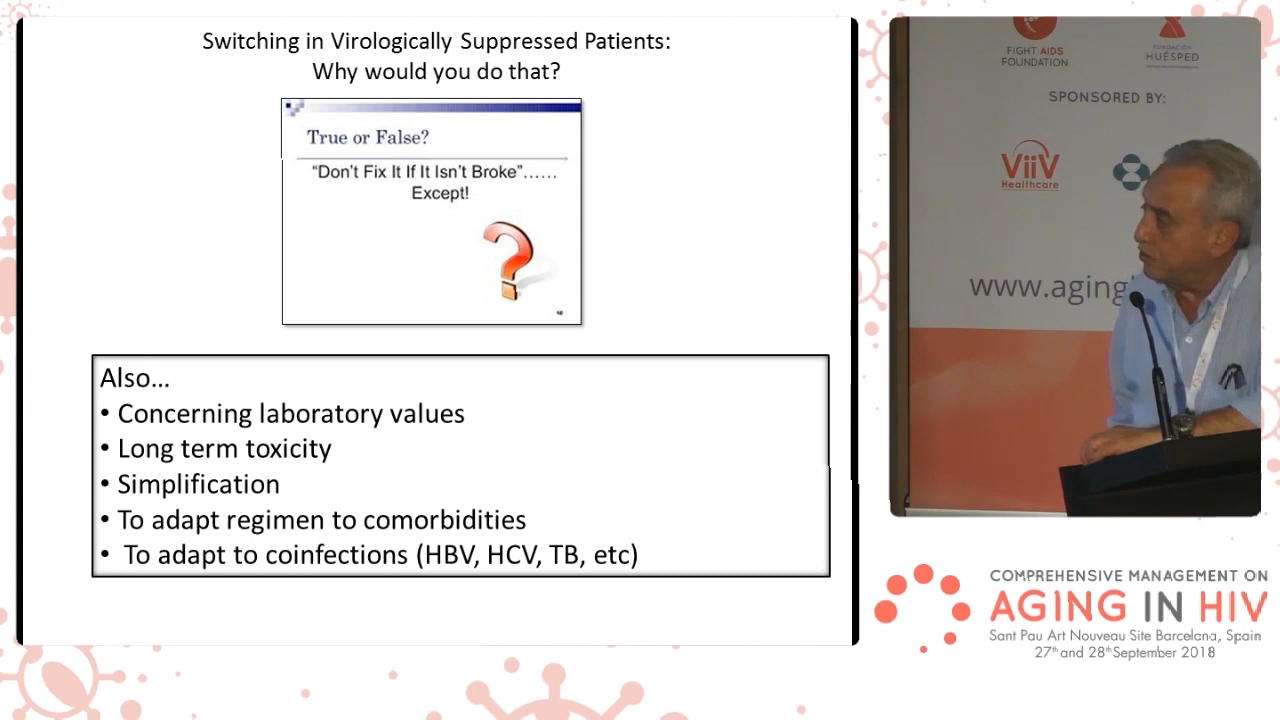 Switching in Virologically Suppressed Patients:
Why would you do that?
True or False?
“Don’t Fix It If It Isn’t Broke”......
Except!
Also…
• Concerning laboratory values
• Long term toxicity
• Simplification
• To adapt regimen to comorbidities
• To adapt to coinfections (HBV, HCV, TB, etc)
FIGHT AIDS
FOUNDATION
FUNDACIÓN
HUÉSPED
SPONSORED BY:
ViiV
Healthcare
www.aging
COMPREHENSIVE MANAGEMENT ON
AGING IN HIV
Sant Pau Art Nouveau Site Barcelona, Spain
27th and 28th September 2018